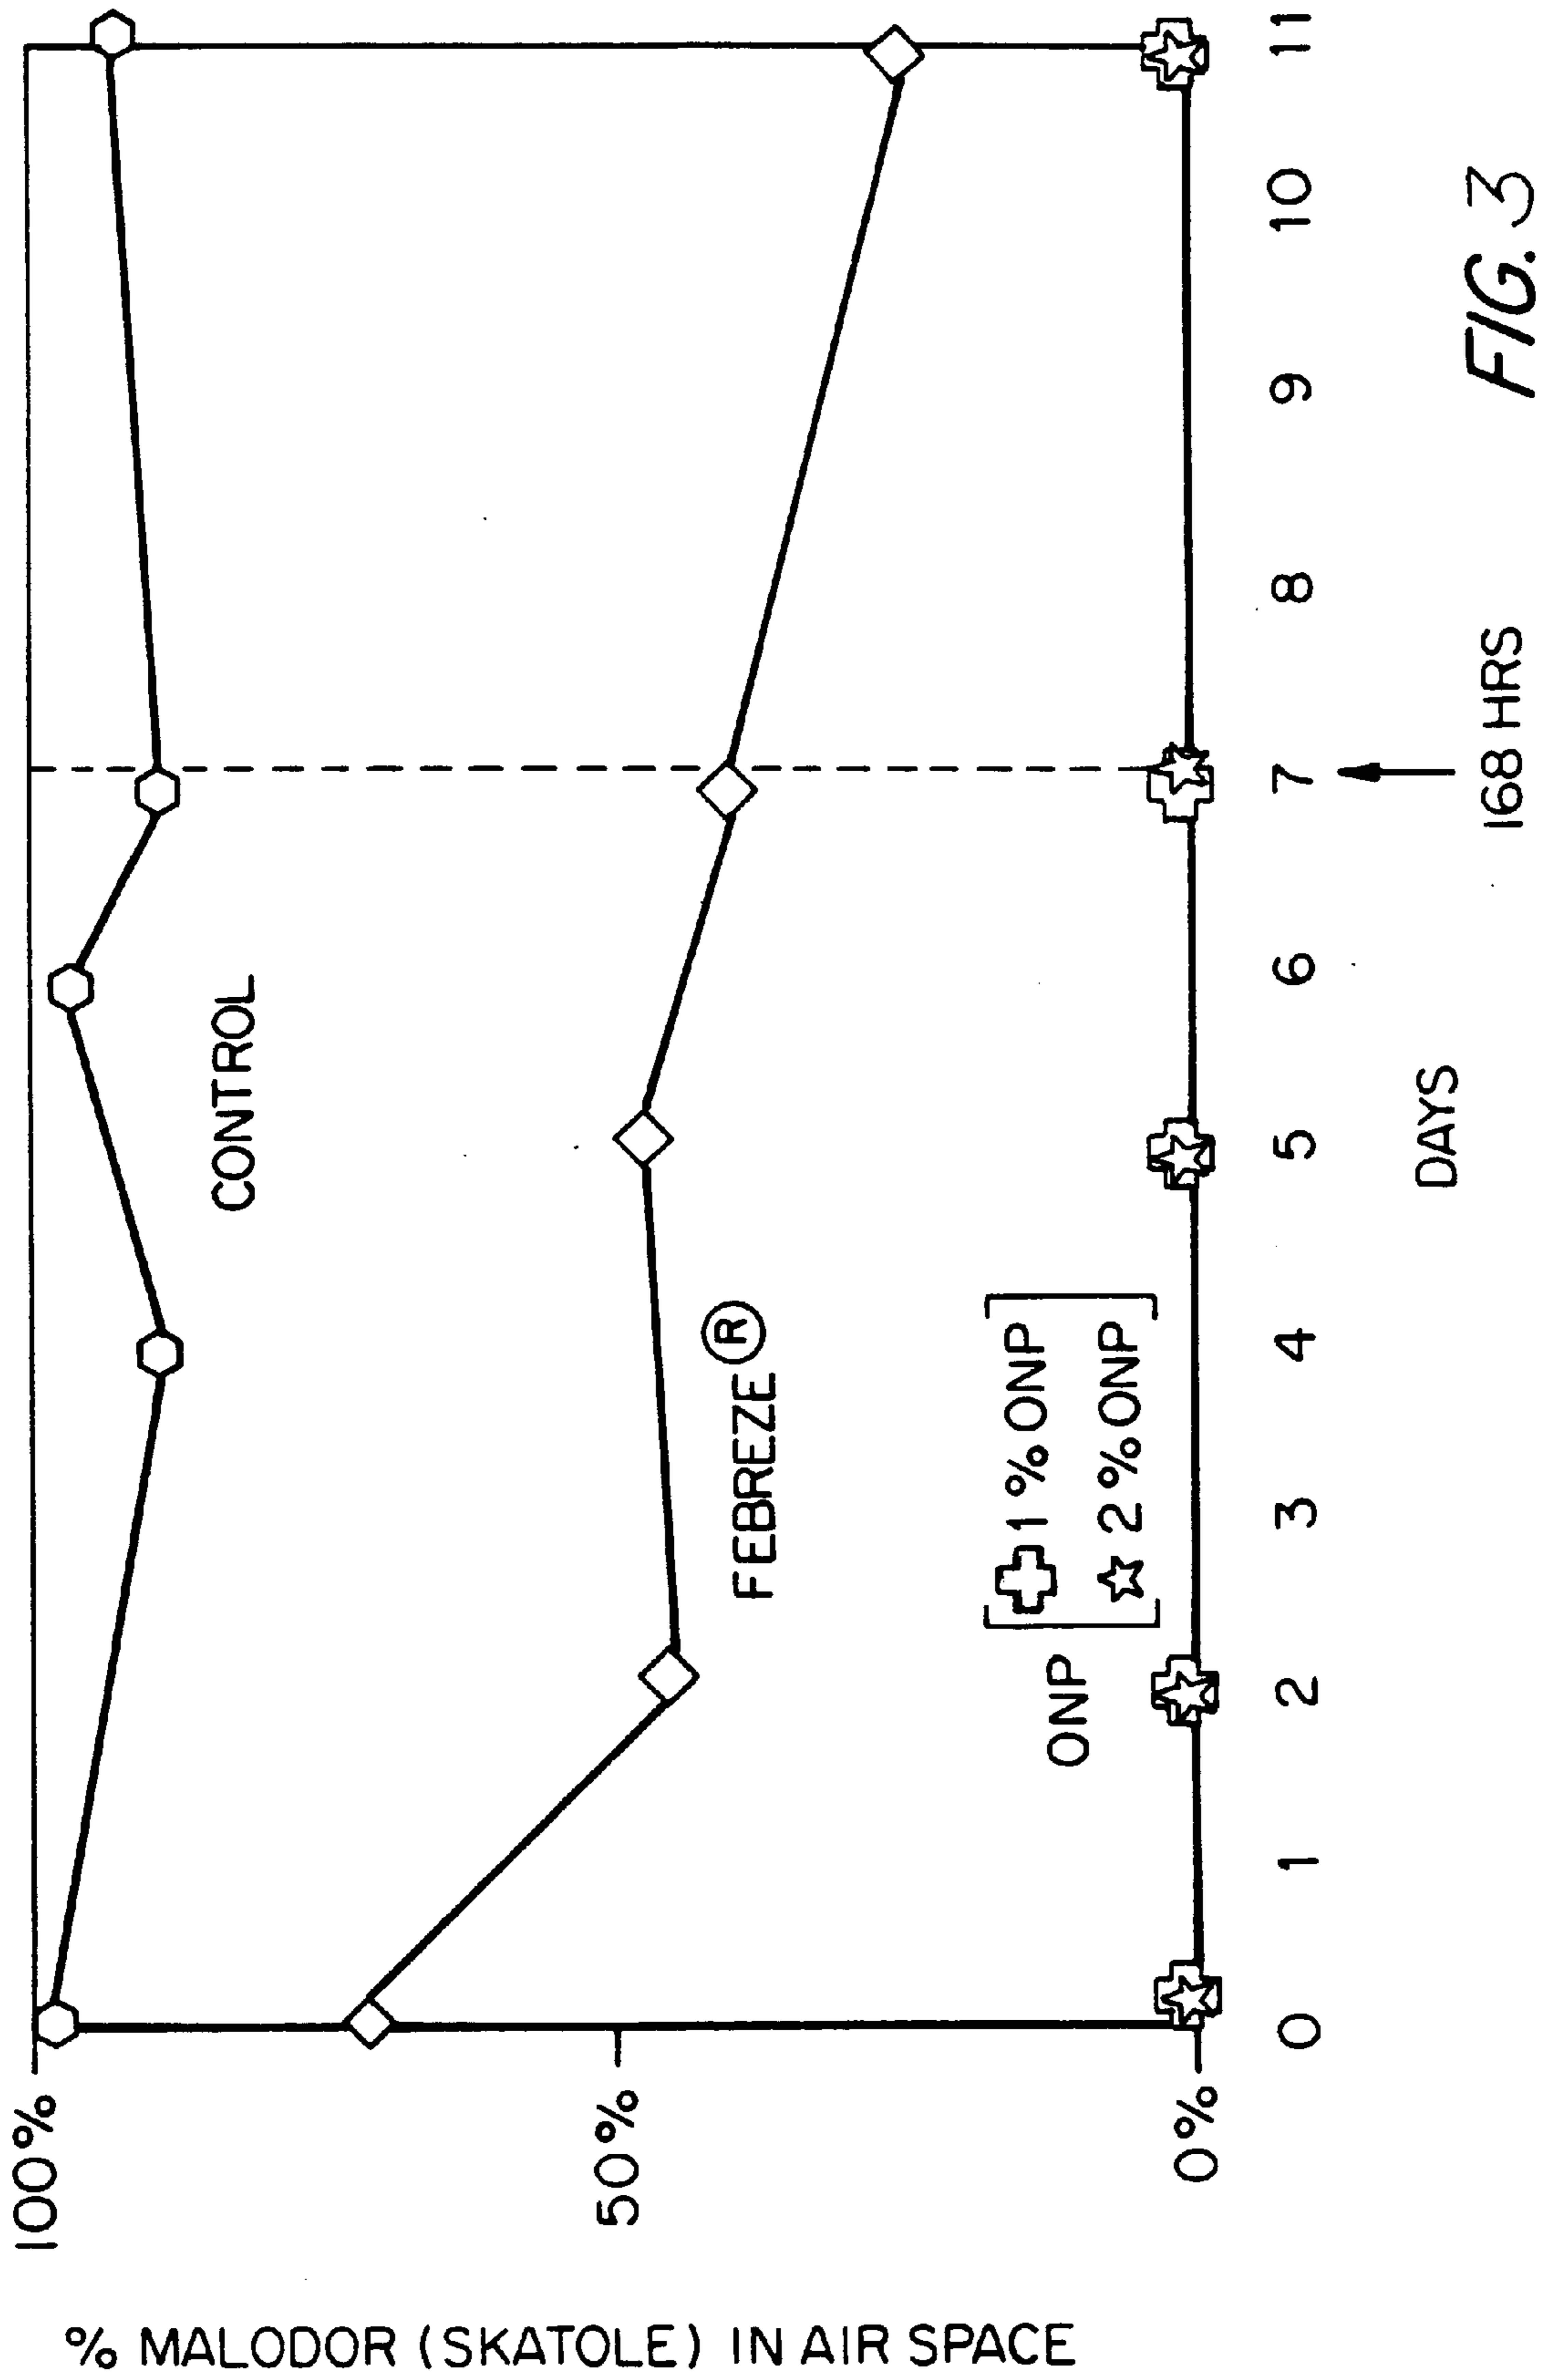 % MALODOR (SKATOLE) IN AIR SPACE
100%
50%
0%
CONTROL
FEBREZE®
ONP
1% ONP
2% ONP
0 1 2 3 4 5 6 7 8 9 10 11
DAYS
168 HRS
FIG. 3